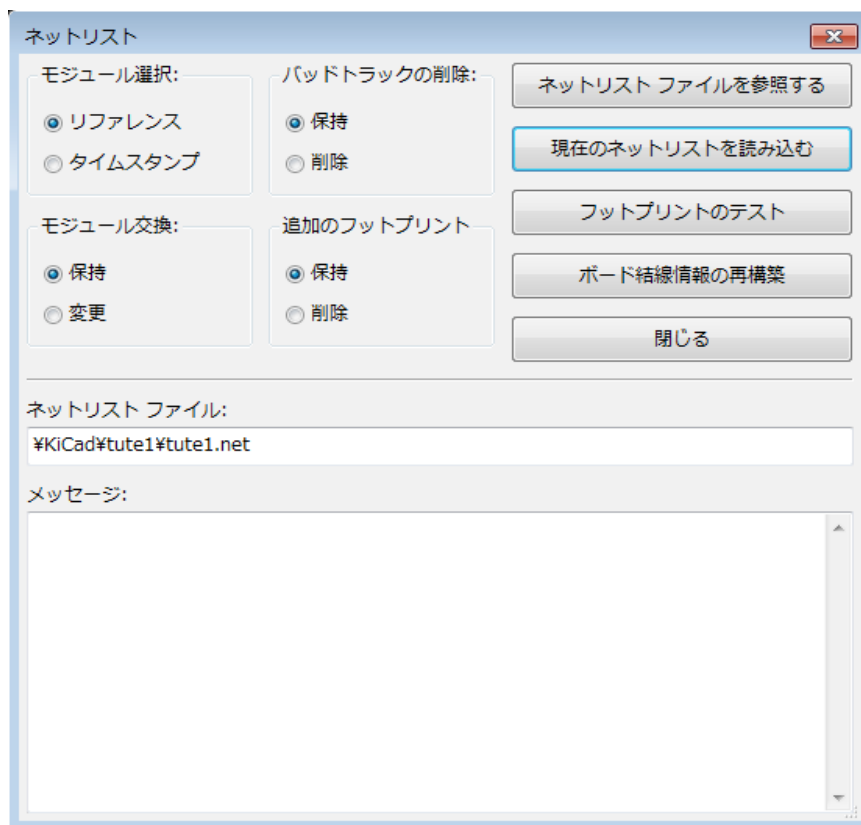 ネットリスト
モジュール選択:
リファレンス
タイムスタンプ
バッドトラックの削除:
保持
削除
ネットリスト ファイルを参照する
現在のネットリストを読み込む
フットプリントのテスト
ボード結線情報の再構築
閉じる
モジュール交換:
保持
変更
追加のフットプリント
保持
削除
ネットリスト ファイル:
¥KiCad¥tute1¥tute1.net
メッセージ: